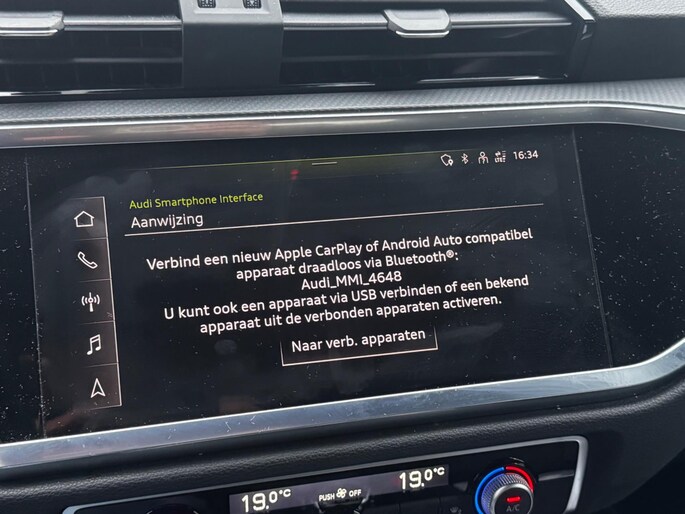 16:34
Audi Smartphone Interface
Aanwijzing
Verbind een nieuw Apple CarPlay of Android Auto compatibel
apparaat draadloos via Bluetooth®:
Audi_MMI_4648
U kunt ook een apparaat via USB verbinden of een bekend
apparaat uit de verbonden apparaten activeren.
Naar verb. apparaten
19.0°C
PUSH OFF
19.0°C
A/C